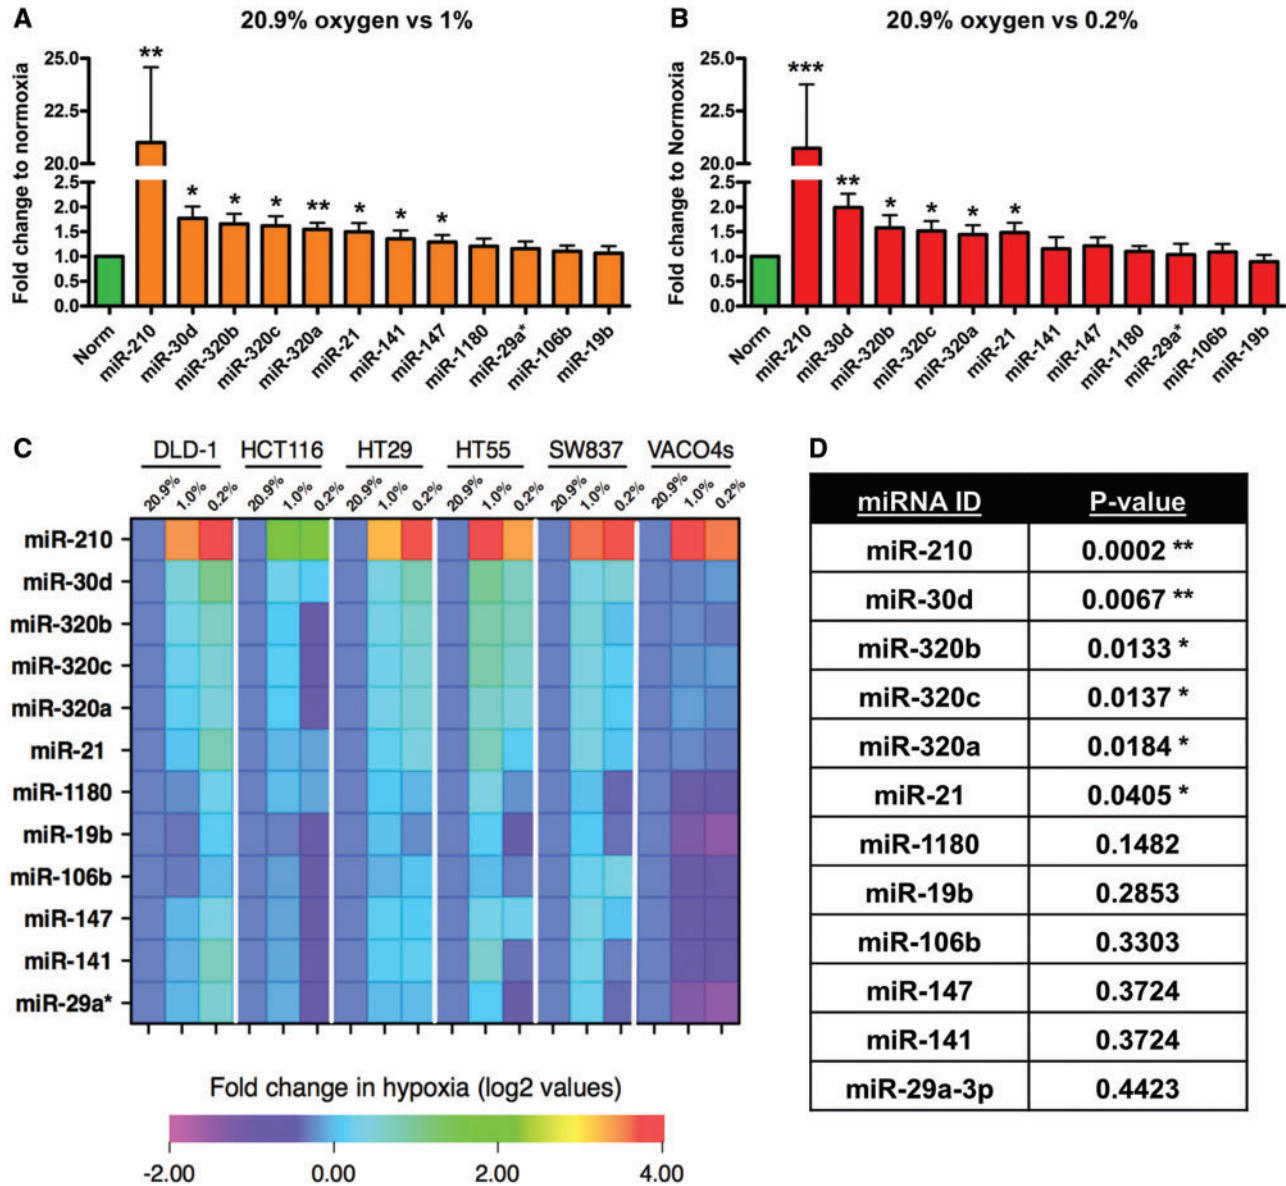 A
20.9% oxygen vs 1%
Fold change to normoxia
25.0
22.5
20.0
2.5
2.0
1.5
1.0
0.5
0.0
** * * * ** * * *
Norm miR-210 miR-30d miR-320b miR-320c miR-320a miR-21 miR-141 miR-147 miR-1180 miR-29a* miR-106b miR-19b
B
20.9% oxygen vs 0.2%
Fold change to Normoxia
25.0
22.5
20.0
2.5
2.0
1.5
1.0
0.5
0.0
*** ** * * * *
Norm miR-210 miR-30d miR-320b miR-320c miR-320a miR-21 miR-141 miR-147 miR-1180 miR-29a* miR-106b miR-19b
C
DLD-1 HCT116 HT29 HT55 SW837 VACO4s
20.9% 1.0% 0.2% 20.9% 1.0% 0.2% 20.9% 1.0% 0.2% 20.9% 1.0% 0.2% 20.9% 1.0% 0.2% 20.9% 1.0% 0.2%
miR-210
miR-30d
miR-320b
miR-320c
miR-320a
miR-21
miR-1180
miR-19b
miR-106b
miR-147
miR-141
miR-29a*
Fold change in hypoxia (log2 values)
-2.00 0.00 2.00 4.00
D
miRNA ID P-value
miR-210 0.0002 **
miR-30d 0.0067 **
miR-320b 0.0133 *
miR-320c 0.0137 *
miR-320a 0.0184 *
miR-21 0.0405 *
miR-1180 0.1482
miR-19b 0.2853
miR-106b 0.3303
miR-147 0.3724
miR-141 0.3724
miR-29a-3p 0.4423